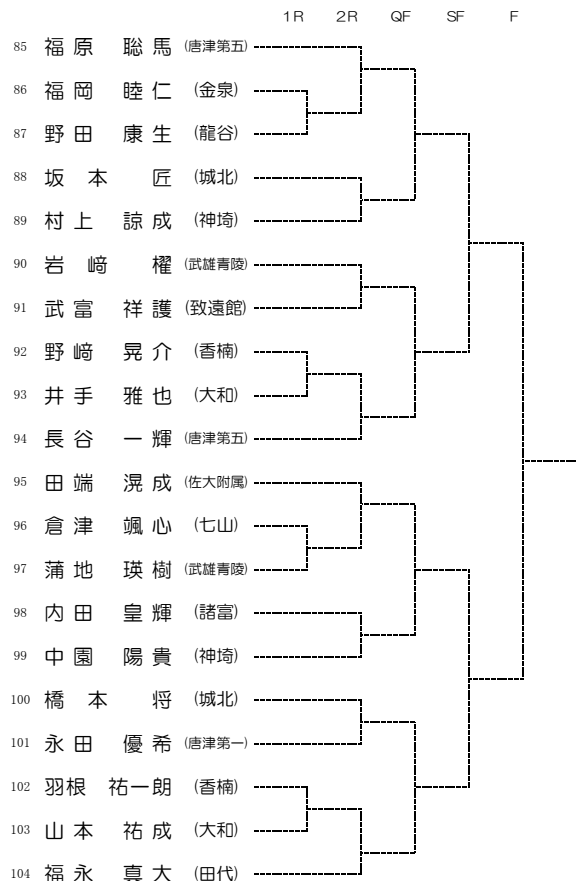 1R 2R QF SF F
85 福原 聡馬 (唐津第五)
86 福岡 睦仁 (金泉)
87 野田 康生 (龍谷)
88 坂本 匠 (城北)
89 村上 諒成 (神埼)
90 岩﨑 櫂 (武雄青陵)
91 武富 祥護 (致遠館)
92 野﨑 晃介 (香楠)
93 井手 雅也 (大和)
94 長谷 一輝 (唐津第五)
95 田端 滉成 (佐大附属)
96 倉津 颯心 (七山)
97 蒲地 瑛樹 (武雄青陵)
98 内田 皇輝 (諸富)
99 中園 陽貴 (神埼)
100 橋本 将 (城北)
101 永田 優希 (唐津第一)
102 羽根 祐一朗 (香楠)
103 山本 祐成 (大和)
104 福永 真大 (田代)